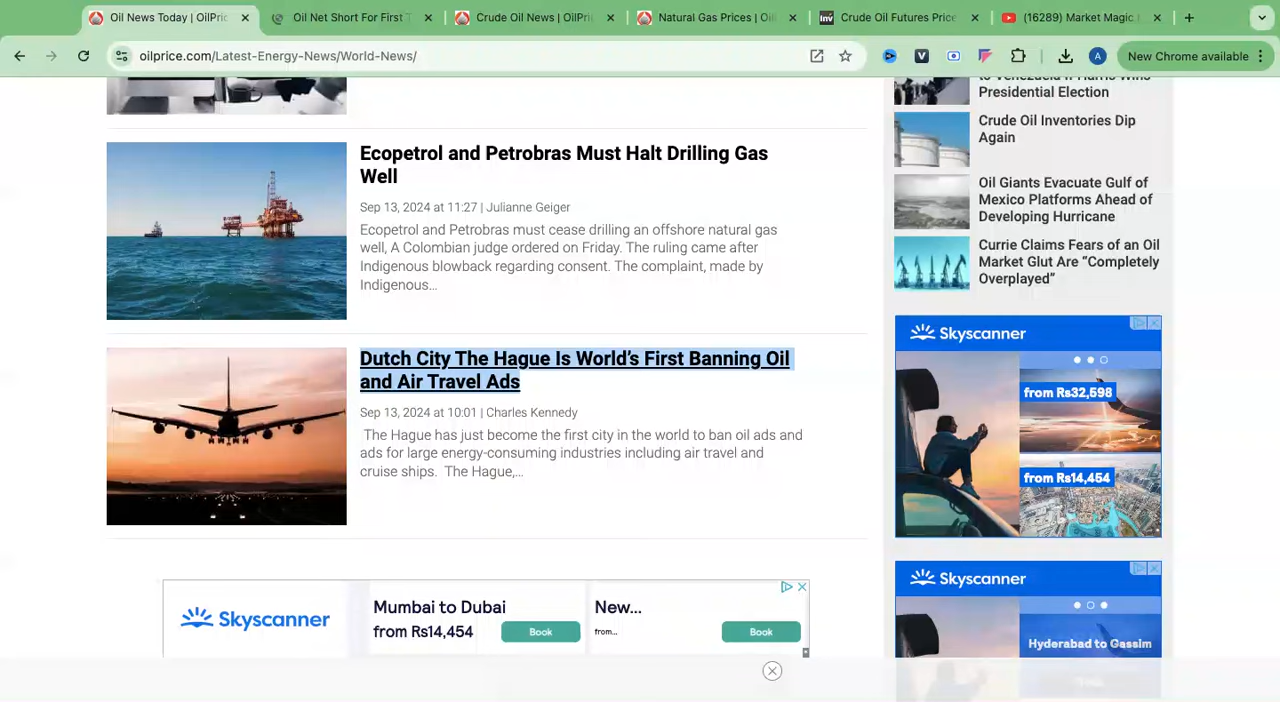 Oil News Today | OilPric
Oil Net Short For First T
Crude Oil News | OilPri
Natural Gas Prices | Oil
Inv
Crude Oil Futures Price
(16289) Market Magic
oilprice.com/Latest-Energy-News/World-News/
V
A
New Chrome available
Ecopetrol and Petrobras Must Halt Drilling Gas
Well
Sep 13, 2024 at 11:27 | Julianne Geiger
Ecopetrol and Petrobras must cease drilling an offshore natural gas
well, A Colombian judge ordered on Friday. The ruling came after
Indigenous blowback regarding consent. The complaint, made by
Indigenous...
Dutch City The Hague Is World's First Banning Oil
and Air Travel Ads
Sep 13, 2024 at 10:01 | Charles Kennedy
The Hague has just become the first city in the world to ban oil ads and
ads for large energy-consuming industries including air travel and
cruise ships. The Hague,...
Skyscanner
Mumbai to Dubai
from Rs14,454
Book
New...
from...
Book
to Venezuela if Harris Wins
Presidential Election
Crude Oil Inventories Dip
Again
Oil Giants Evacuate Gulf of
Mexico Platforms Ahead of
Developing Hurricane
Currie Claims Fears of an Oil
Market Glut Are “Completely
Overplayed”
Skyscanner
from Rs32,598
from Rs14,454
Skyscanner
Hyderabad to Gassim